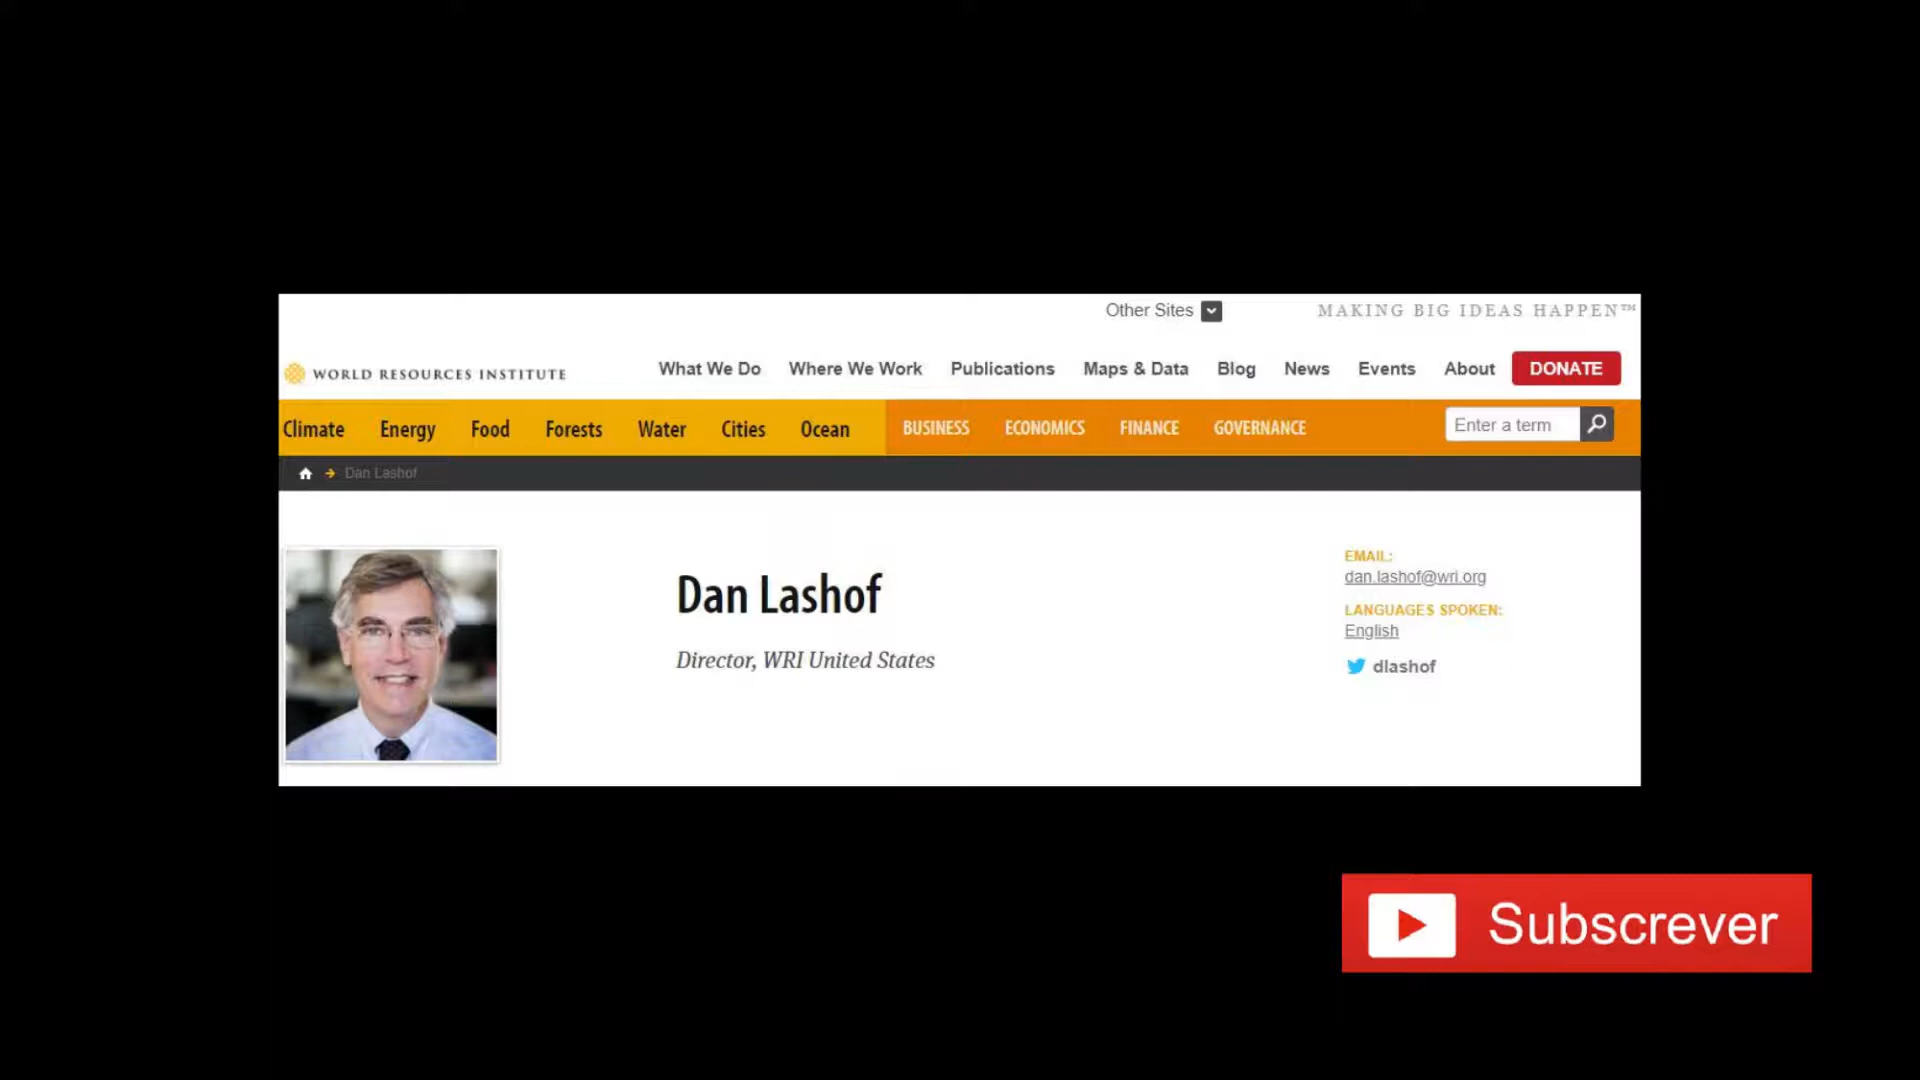 Other Sites
MAKING BIG IDEAS HAPPEN™
WORLD RESOURCES INSTITUTE
What We Do Where We Work Publications Maps & Data Blog News Events About DONATE
Climate Energy Food Forests Water Cities Ocean BUSINESS ECONOMICS FINANCE GOVERNANCE Enter a term
Dan Lashof
Dan Lashof
Director, WRI United States
EMAIL:
dan.lashof@wri.org
LANGUAGES SPOKEN:
English
dlashof
Subscrever